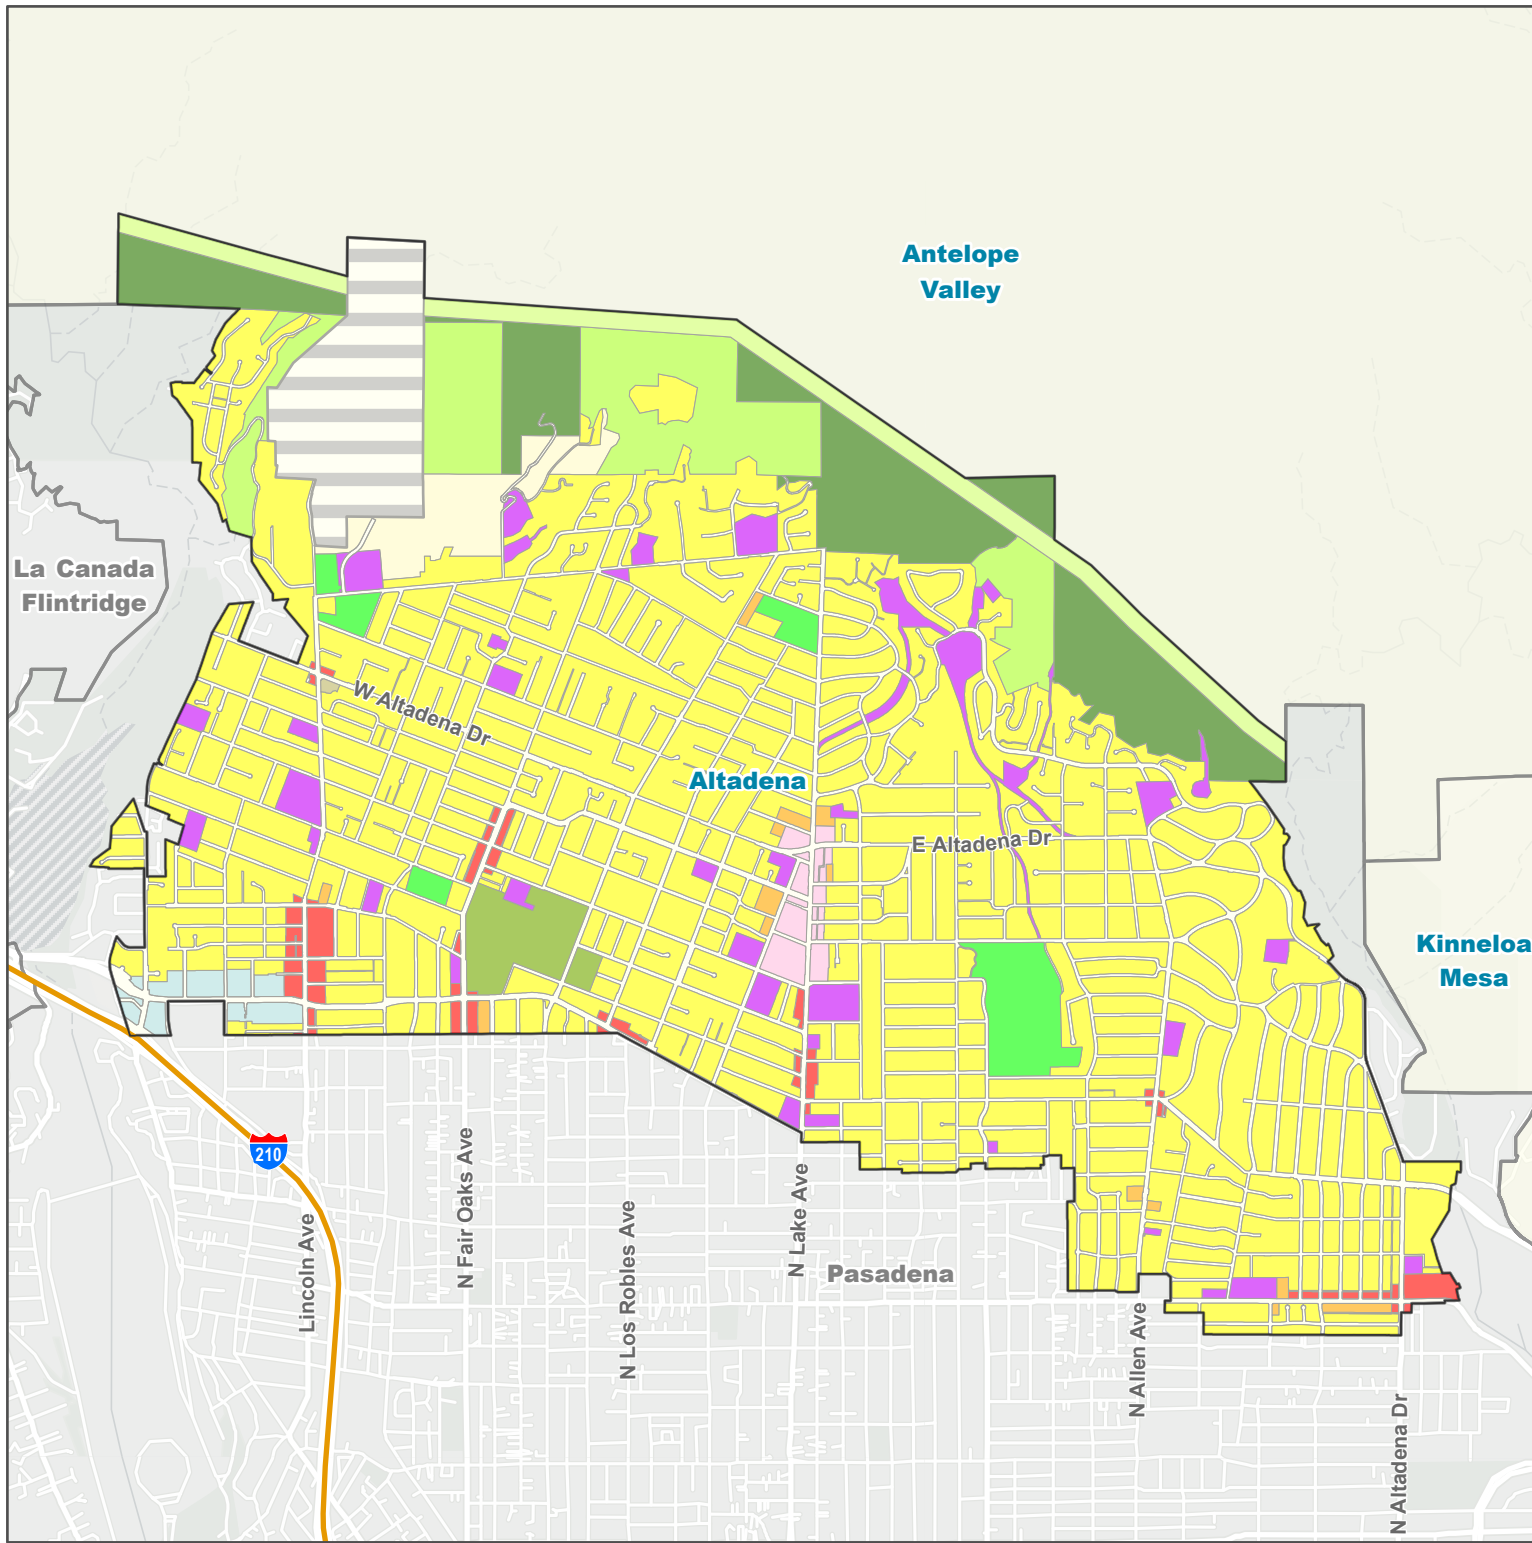 Antelope
Valley
La Canada
Flintridge
W Altadena Dr
Altadena
E Altadena Dr
Kinneloa
Mesa
210
Lincoln Ave
N Fair Oaks Ave
N Los Robles Ave
N Lake Ave
Pasadena
N Allen Ave
N Altadena Dr